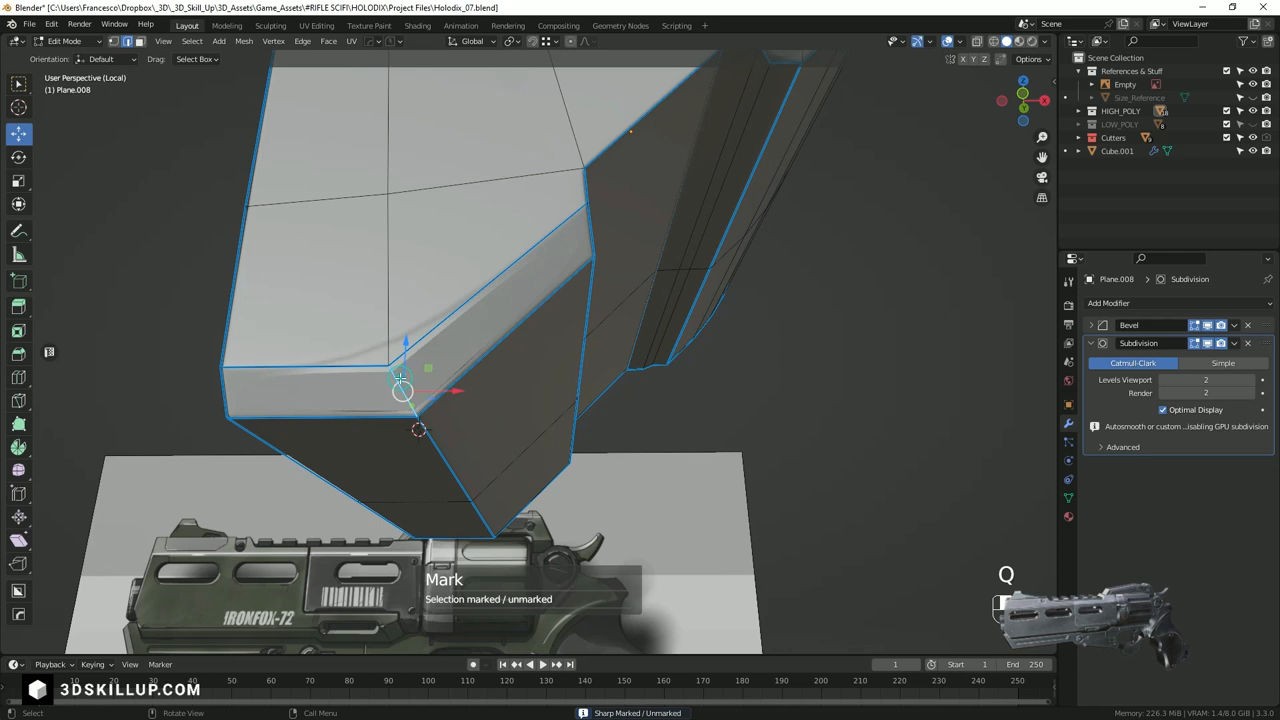 Blender* [C:\Users\Francesco\Dropbox\_3D\_3D_Skill_Up\3D_Assets\Game_Assets\#RIFLE SCIFI\HOLODIX\Project Files\Holodix_07.blend]
File Edit Render Window Help Layout Modeling Sculpting UV Editing Texture Paint Shading Animation Rendering Compositing Geometry Nodes Scripting + Scene ViewLayer
Edit Mode View Select Add Mesh Vertex Edge Face UV Global
Orientation: Default Drag: Select Box X Y Z Options
User Perspective (Local)
(1) Plane.008
Z
Y
X
Scene Collection
References & Stuff
Empty
Size_Reference
HIGH_POLY
LOW_POLY
Cutters
Cube.001
Plane.008 Subdivision
Add Modifier
Bevel
Subdivision
Catmull-Clark Simple
Levels Viewport 2
Render 2
Optimal Display
Autosmooth or custom ..isabling GPU subdivision
Advanced
Mark
Selection marked / unmarked
Q
IRONFOX-72
Playback Keying View Marker 1 Start 1 End 250
10 20 30 40 50 60 70 80 90 100 110 120 130 140 150 160 170 180 190 200 210 220 230 240 250
3DSKILLUP.COM
Select Rotate View Call Menu Sharp Marked / Unmarked Memory: 226.3 MiB | VRAM: 1.4/8.0 GiB | 3.3.0